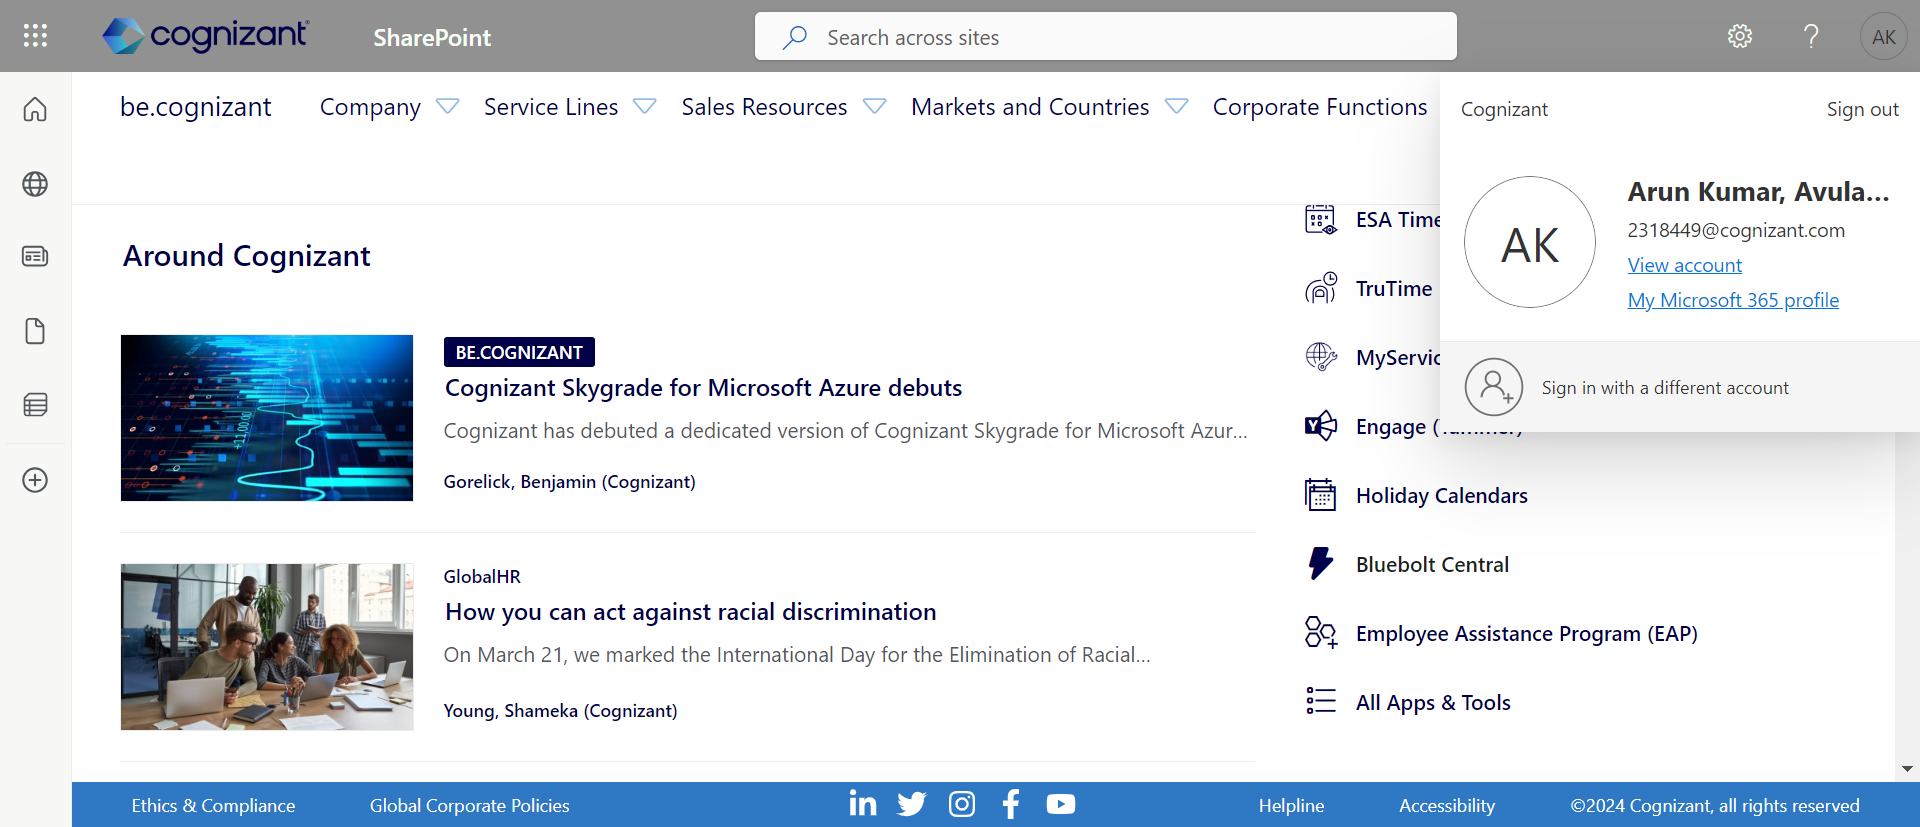 cognizant
SharePoint
Search across sites
AK
be.cognizant
Company
Service Lines
Sales Resources
Markets and Countries
Corporate Functions
Cognizant
Sign out
AK
Arun Kumar, Avula...
2318449@cognizant.com
View account
My Microsoft 365 profile
Sign in with a different account
Around Cognizant
BE.COGNIZANT
Cognizant Skygrade for Microsoft Azure debuts
Cognizant has debuted a dedicated version of Cognizant Skygrade for Microsoft Azur...
Gorelick, Benjamin (Cognizant)
GlobalHR
How you can act against racial discrimination
On March 21, we marked the International Day for the Elimination of Racial...
Young, Shameka (Cognizant)
ESA Time
TruTime
MyServic
Engage
Holiday Calendars
Bluebolt Central
Employee Assistance Program (EAP)
All Apps & Tools
Ethics & Compliance
Global Corporate Policies
Helpline
Accessibility
©2024 Cognizant, all rights reserved